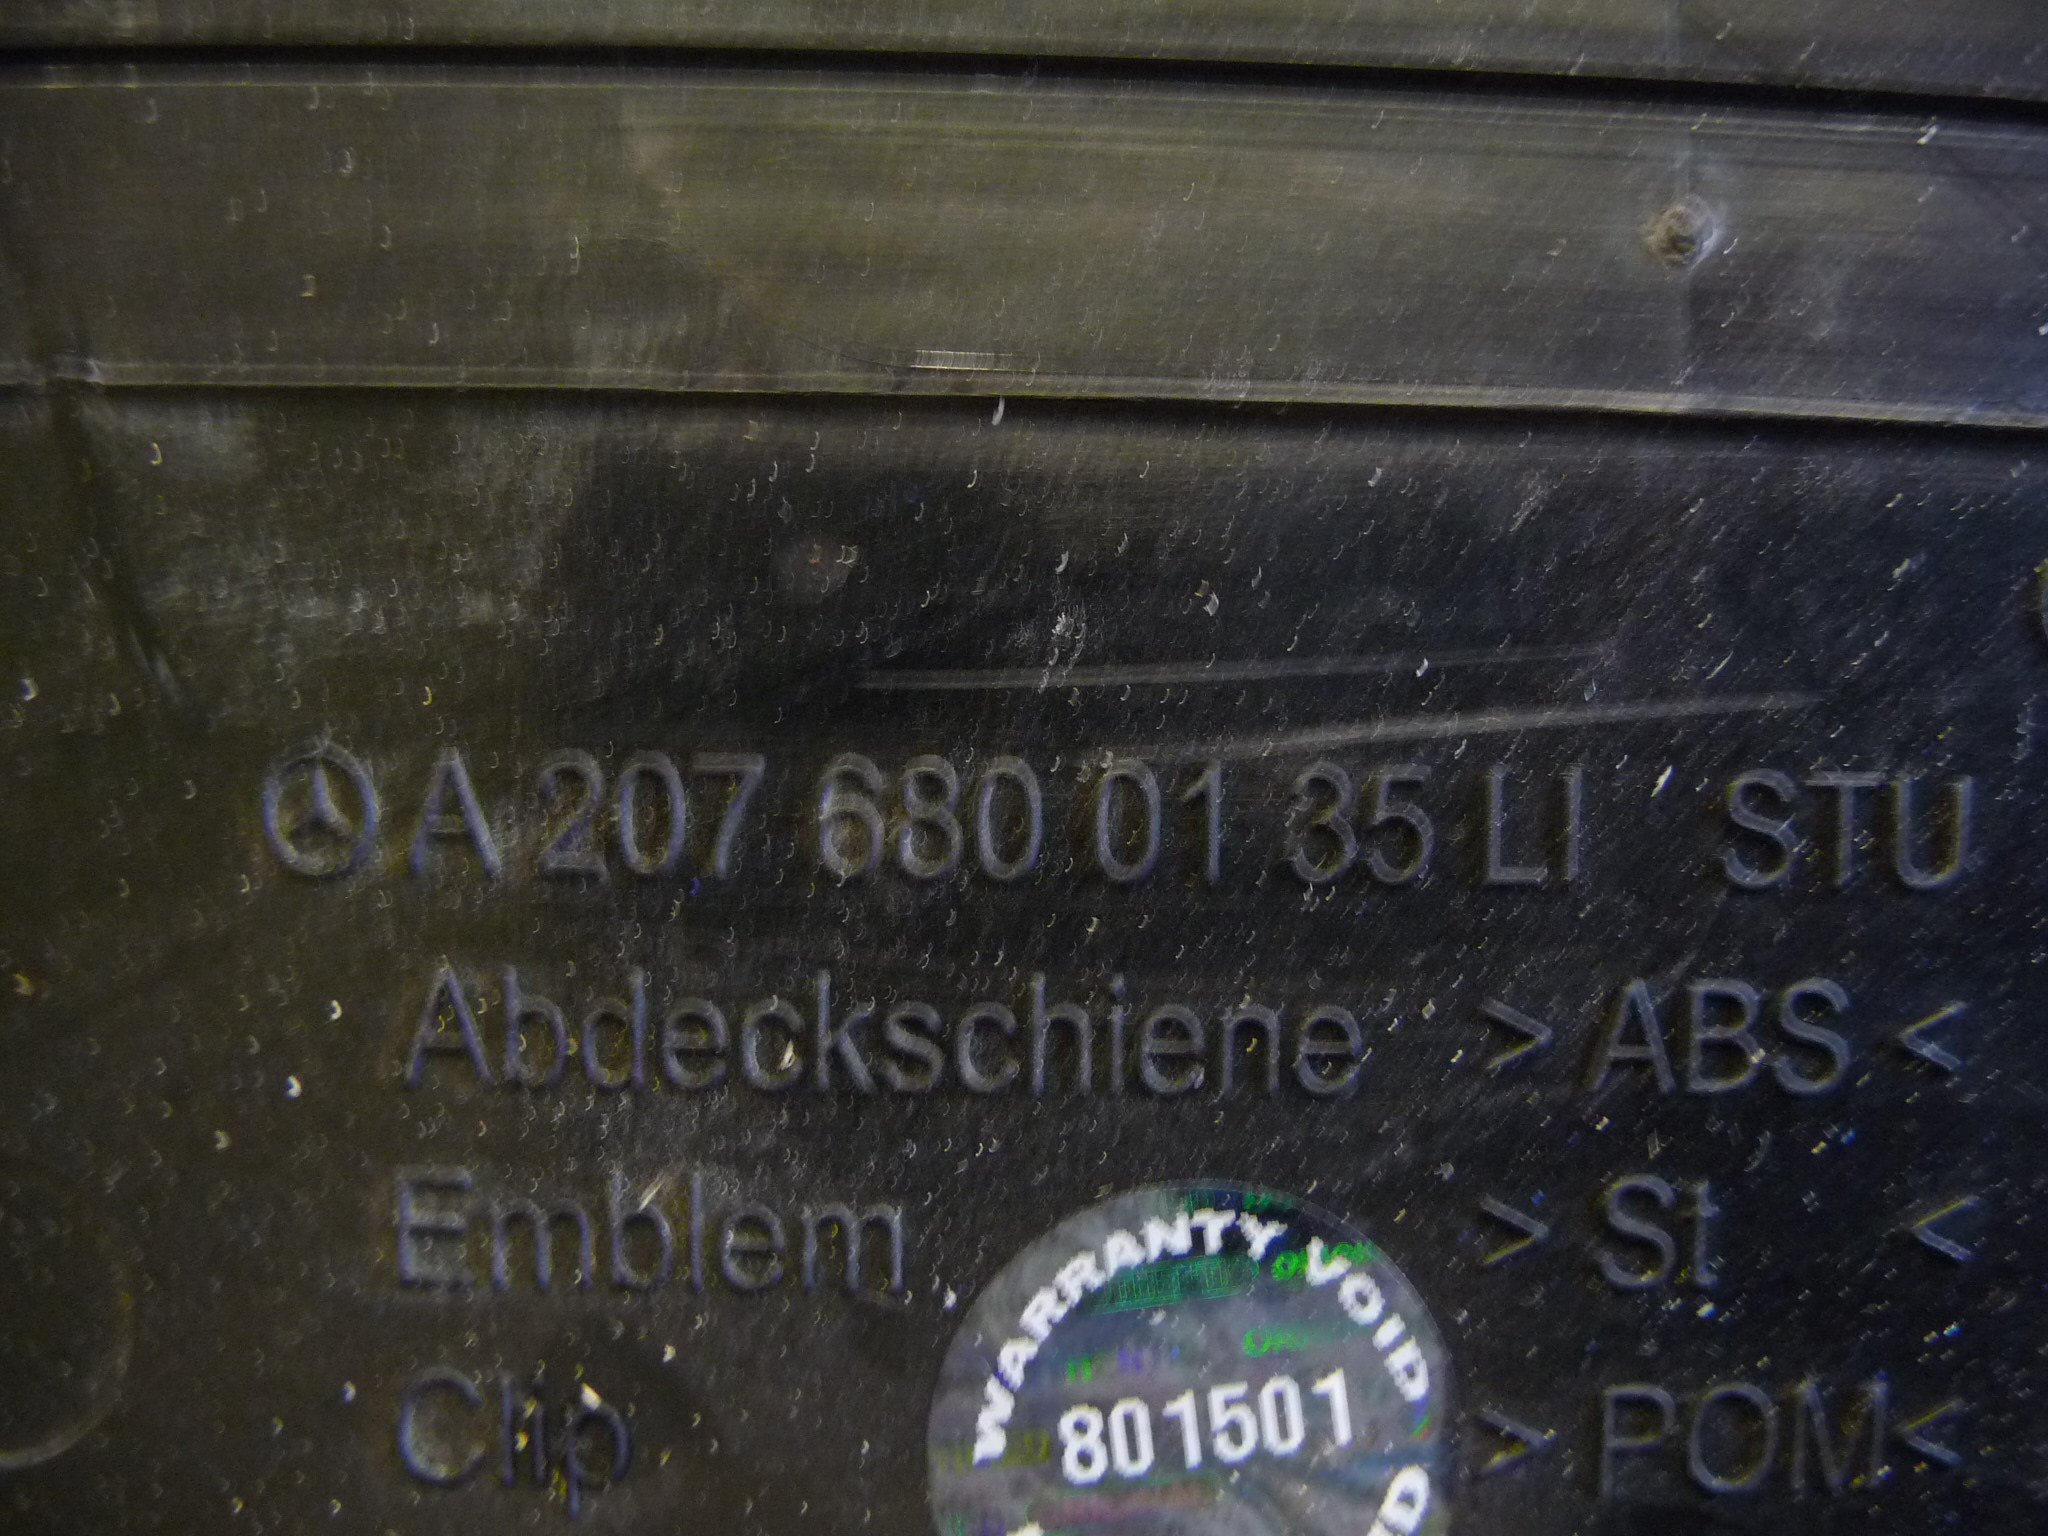 A 207 680 01 35 LI STU
Abdeckschiene > ABS <
Emblem > St <
Clip > POM <
WARRANTY VOID
801501